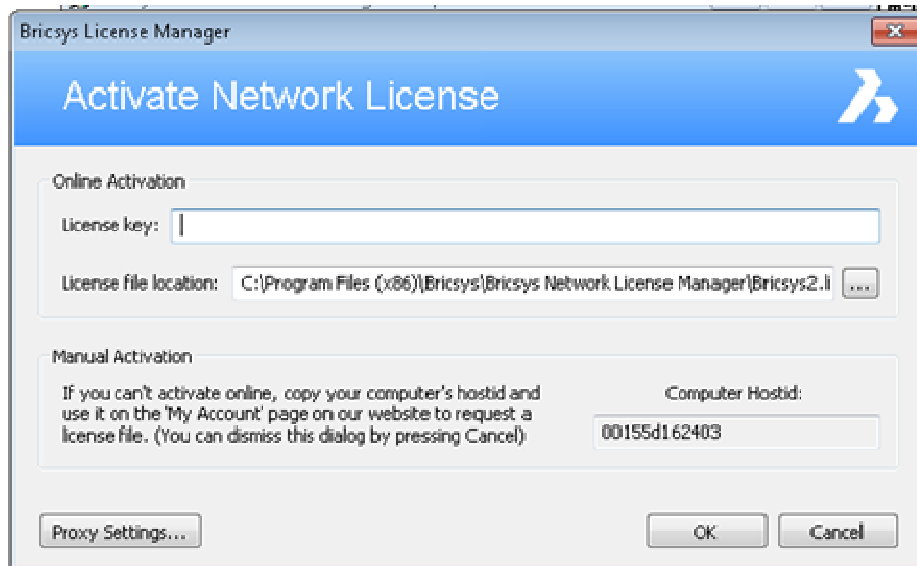 Bricsys License Manager
Activate Network License
Online Activation
License key:
License file location: C:\Program Files (x86)\Bricsys\Bricsys Network License Manager\Bricsys2.li
...
Manual Activation
If you can't activate online, copy your computer's hostid and
use it on the 'My Account' page on our website to request a
license file. (You can dismiss this dialog by pressing Cancel)
Computer Hostid:
00155d162403
Proxy Settings...
OK
Cancel